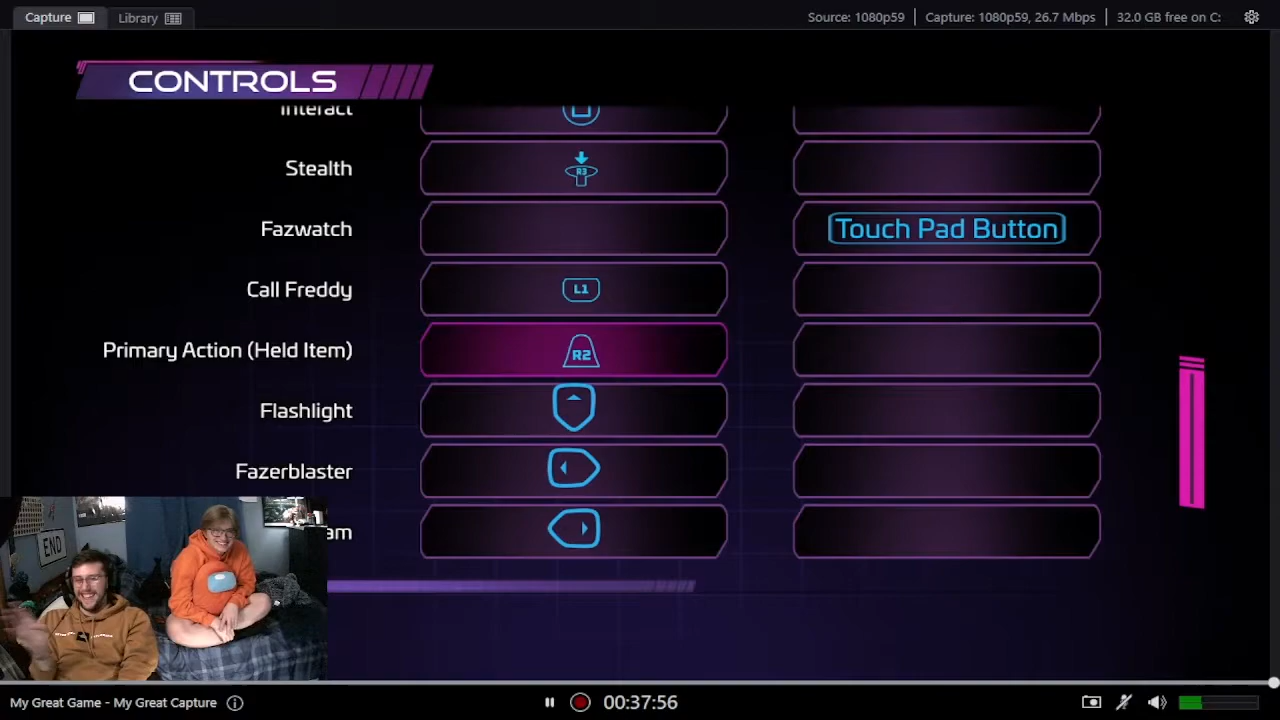 Capture
Library
Source: 1080p59
Capture: 1080p59, 26.7 Mbps
32.0 GB free on C:
CONTROLS
Interact
Stealth
R3
Fazwatch
Touch Pad Button
Call Freddy
L1
Primary Action (Held Item)
R2
Flashlight
Fazerblaster
am
END
My Great Game - My Great Capture
00:37:56